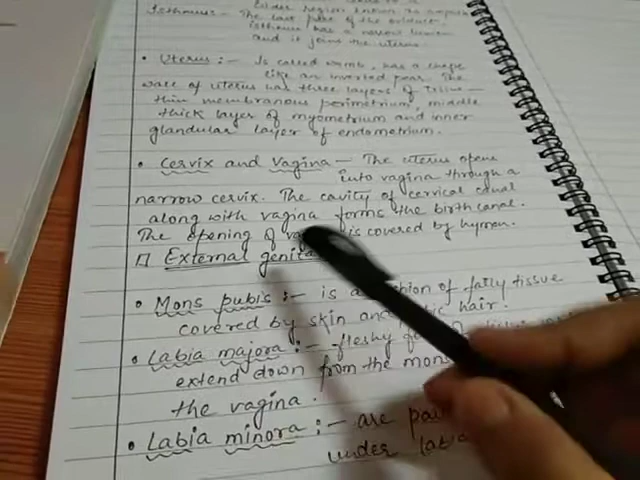 Isthmus :- The last part of the oviduct.
isthmus has a narrow lumen
and it joins the uterus.
• Uterus :- Is called womb, has a shape
like an inverted pear. The
wall of uterus has three layers of tissue —
thin membranous perimetrium, middle
thick layer of myometrium and inner
glandular layer of endometrium.
• Cervix and Vagina — The uterus opens
into vagina through a
narrow cervix. The cavity of cervical canal
along with vagina forms the birth canal.
The opening of is covered by hymen.
External
• Mons pubis :- is a of fatty tissue
covered by skin and hair.
• Labia majora :- fleshy
extend down from the mons
the vagina.
• Labia minora :- are
under